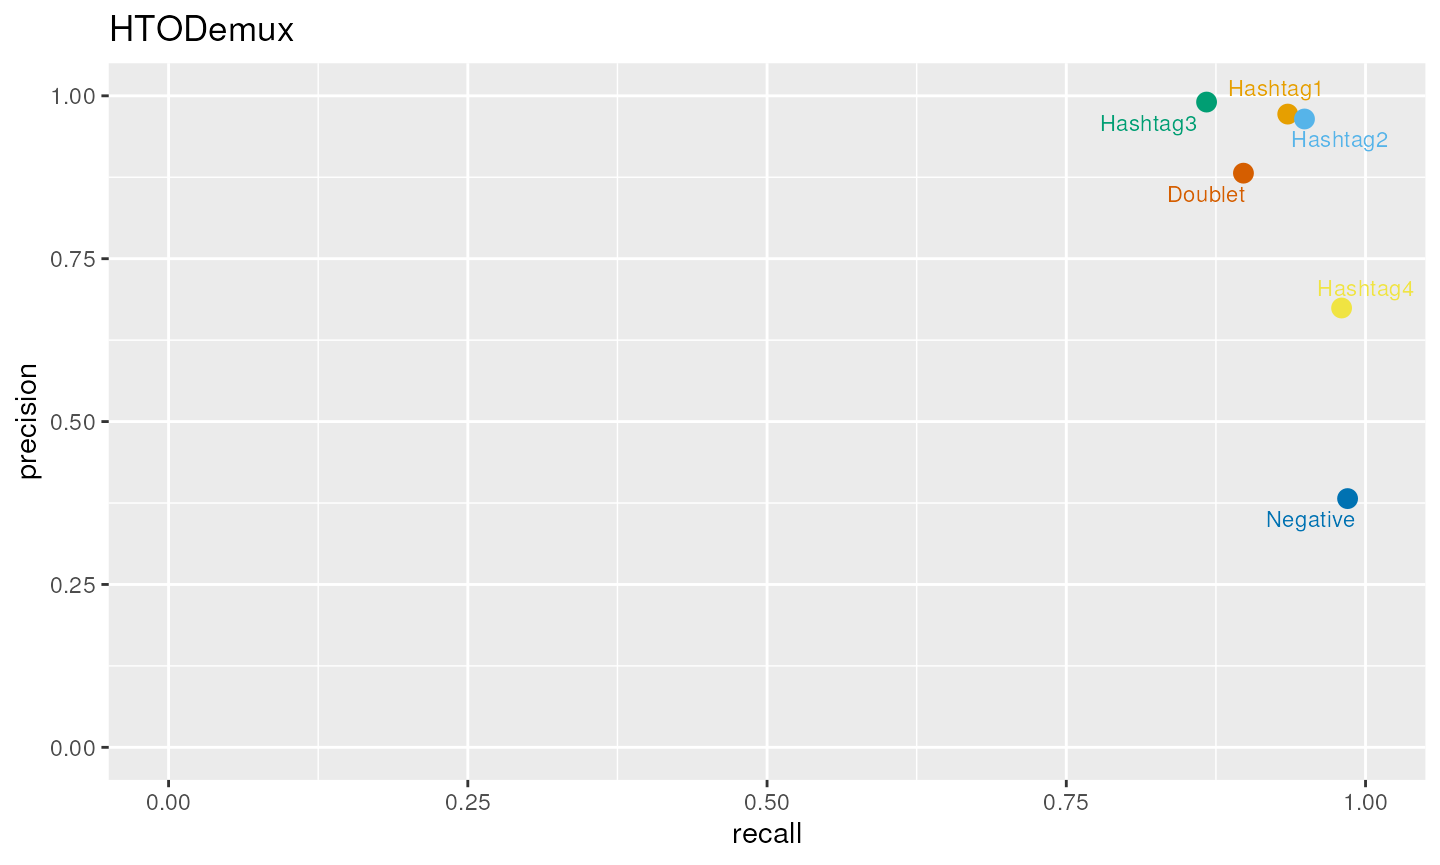 HTODemux
1.00
0.75
0.50
0.25
0.00
precision
Hashtag1
Hashtag3
Hashtag2
Doublet
Hashtag4
Negative
0.00 0.25 0.50 0.75 1.00
recall